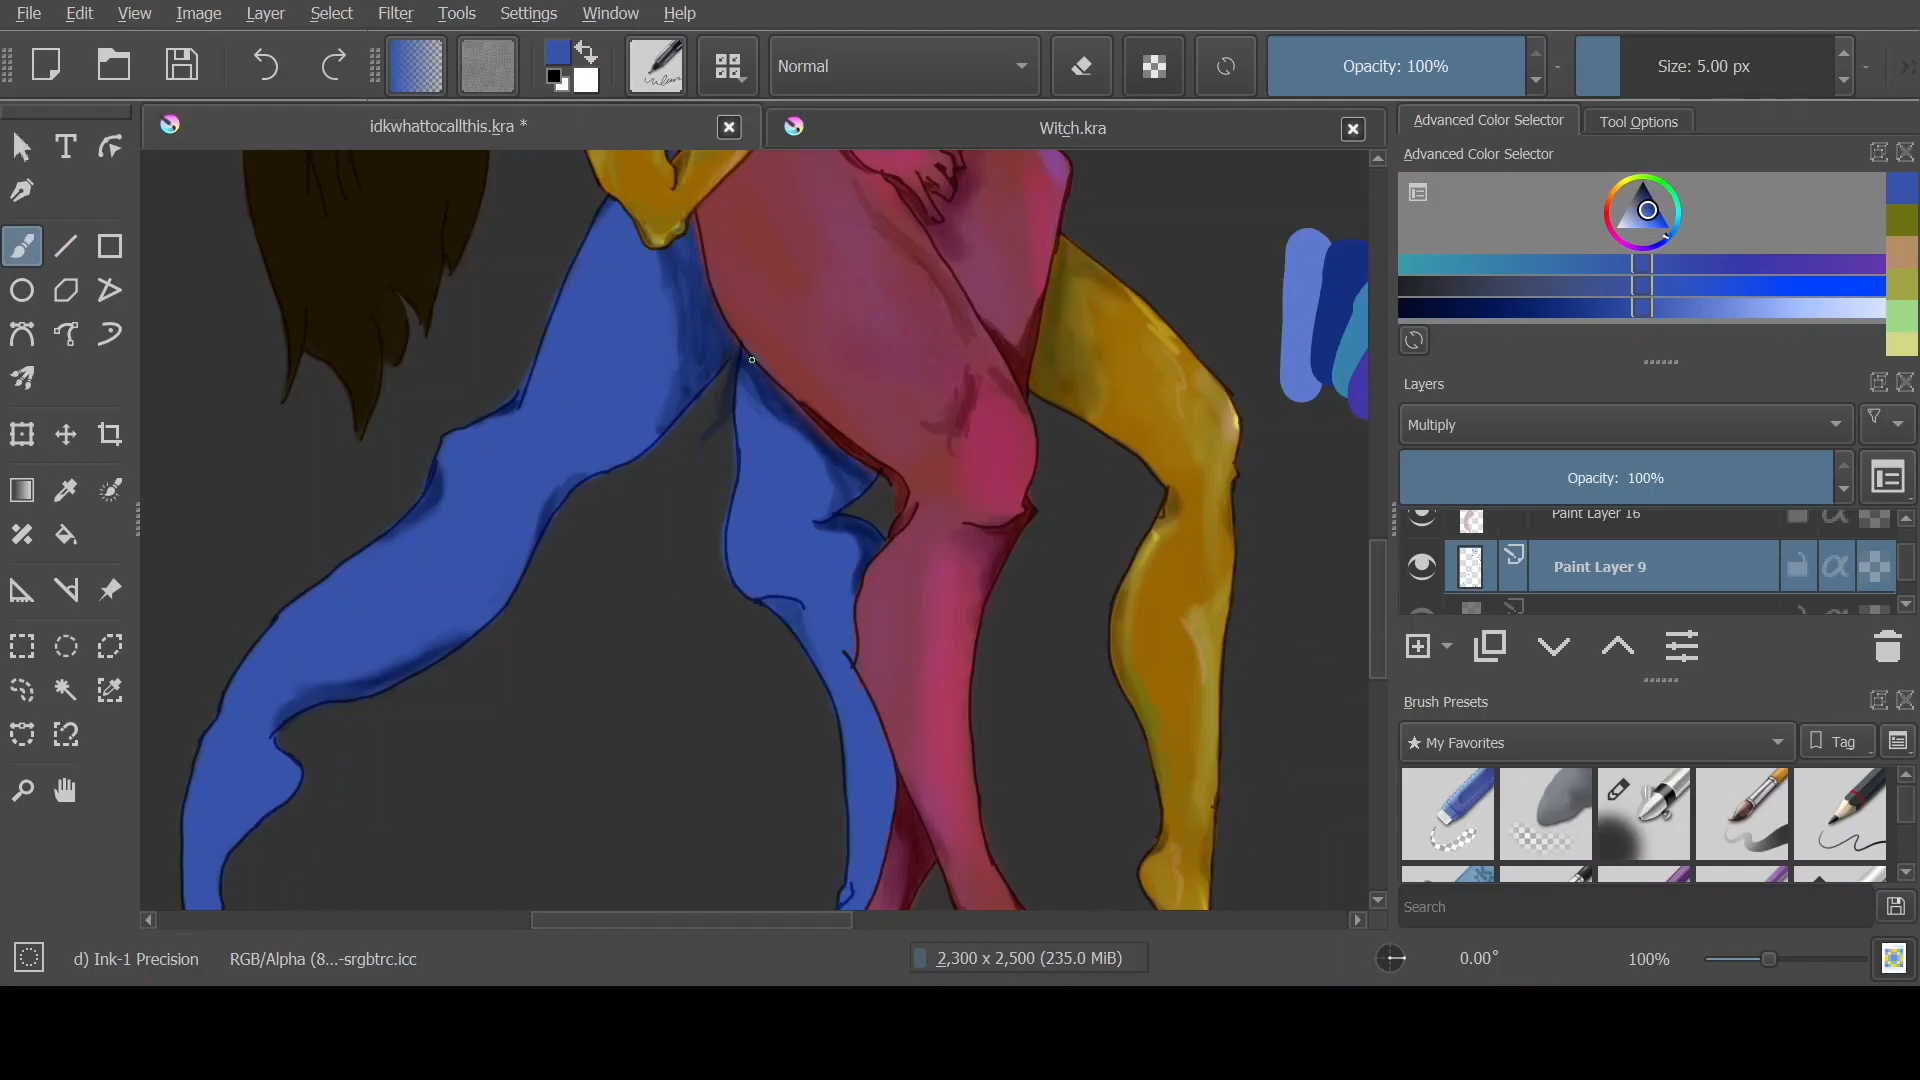 File Edit View Image Layer Select Filter Tools Settings Window Help
Normal
Opacity: 100%
Size: 5.00 px
idkwhattocallthis.kra *
Witch.kra
Advanced Color Selector
Tool Options
Advanced Color Selector
Layers
Multiply
Opacity: 100%
Paint Layer 16
Paint Layer 9
Brush Presets
★ My Favorites
Tag
Search
d) Ink-1 Precision
RGB/Alpha (8...-srgbtrc.icc
2,300 x 2,500 (235.0 MiB)
0.00°
100%